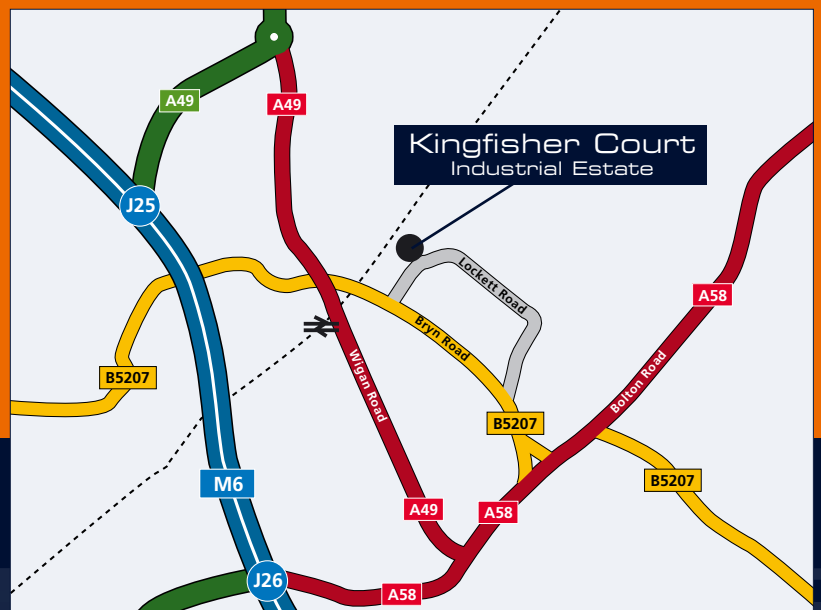 A49
A49
Kingfisher Court
Industrial Estate
J25
Lockett Road
A58
Bryn Road
B5207
Wigan Road
Bolton Road
B5207
M6
B5207
A49
A58
J26
A58